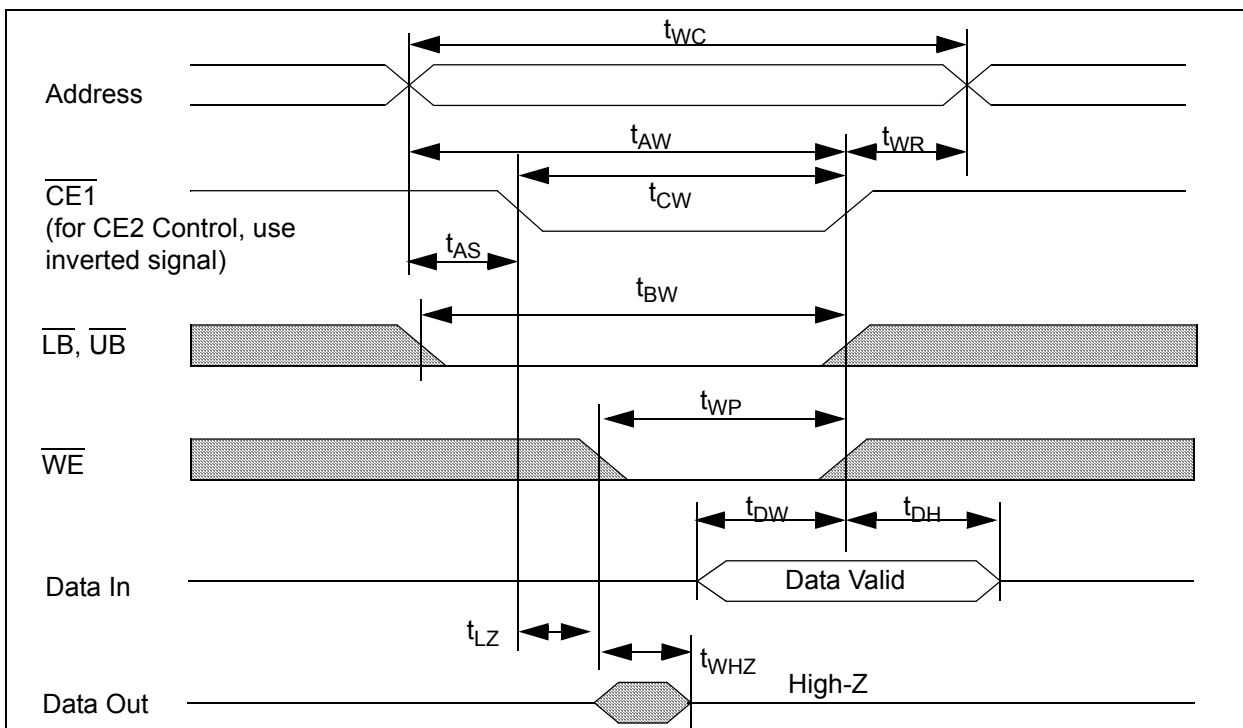 tWC
Address
tAW
tWR
CE1
(for CE2 Control, use
inverted signal)
tCW
tAS
tBW
LB, UB
tWP
WE
tDW
tDH
Data In
Data Valid
tLZ
tWHZ
High-Z
Data Out